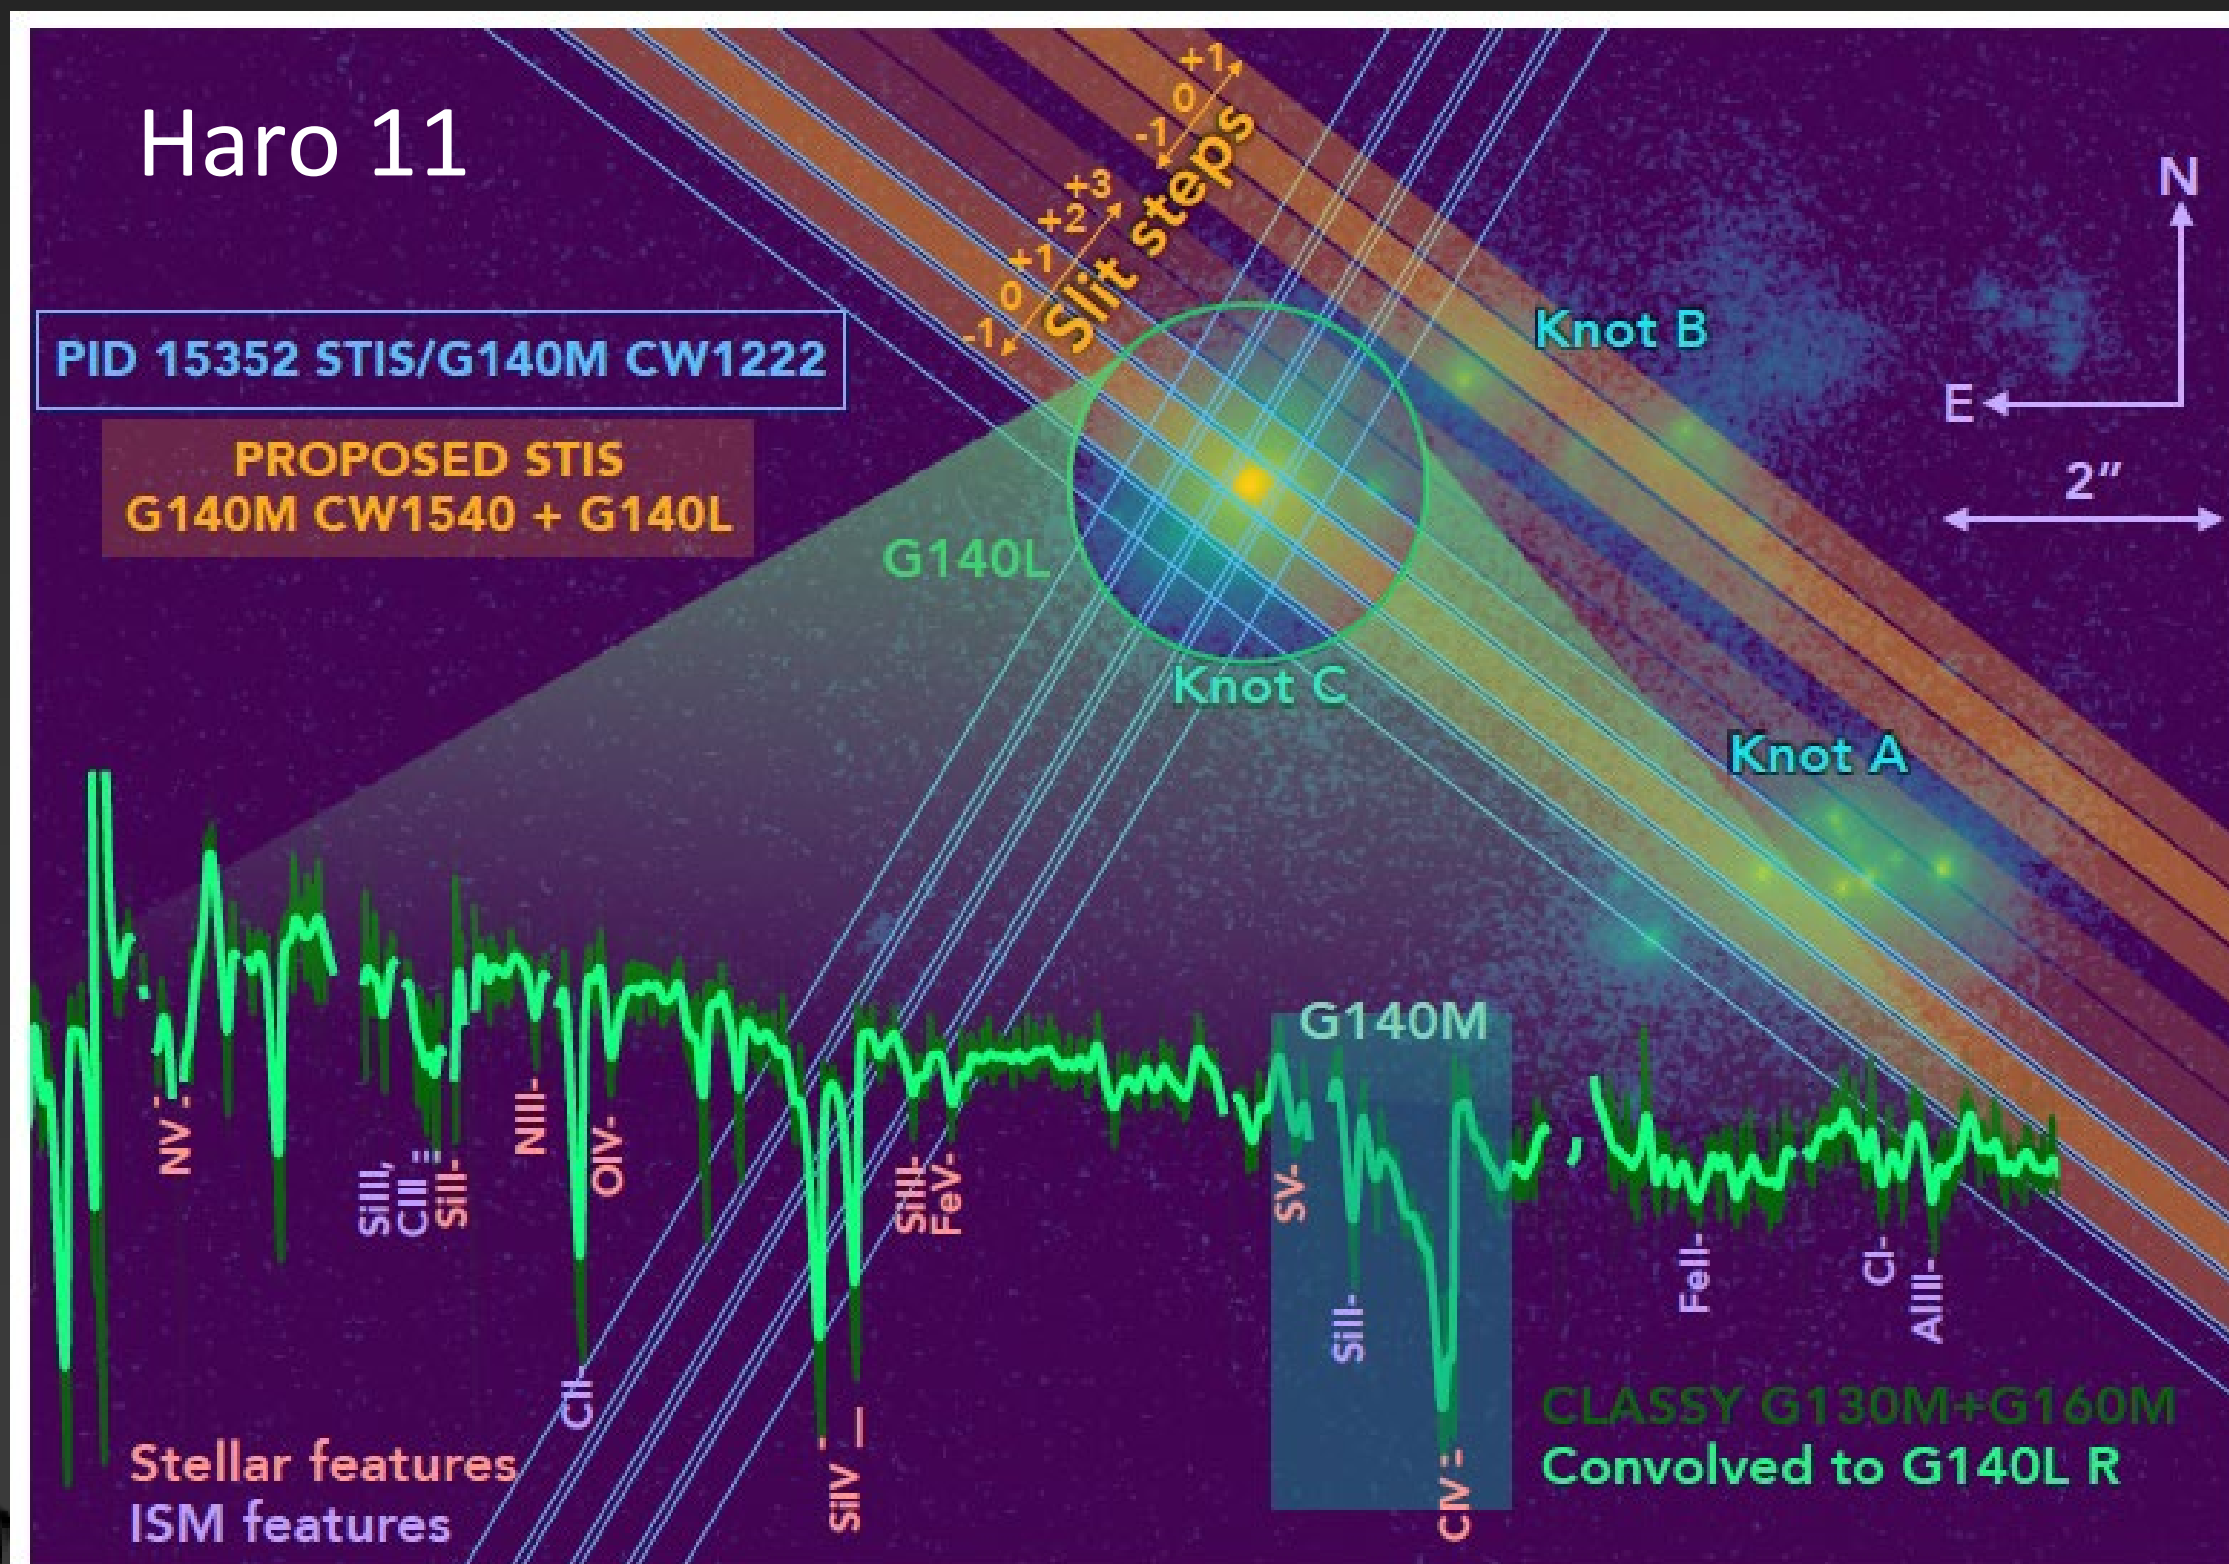 Haro 11
+1
0
-1
+3
+2
+1
0
-1
Slit steps
N
E
2″
PID 15352 STIS/G140M CW1222
PROPOSED STIS
G140M CW1540 + G140L
Knot B
G140L
Knot C
Knot A
G140M
NV
SiIII,
CIII
SiII-
NIII-
OIV-
CII-
SiIV
SiIII-
FeV-
SV-
SiII-
CIV
FeII-
CI-
AlIII-
CLASSY G130M+G160M
Convolved to G140L R
Stellar features
ISM features